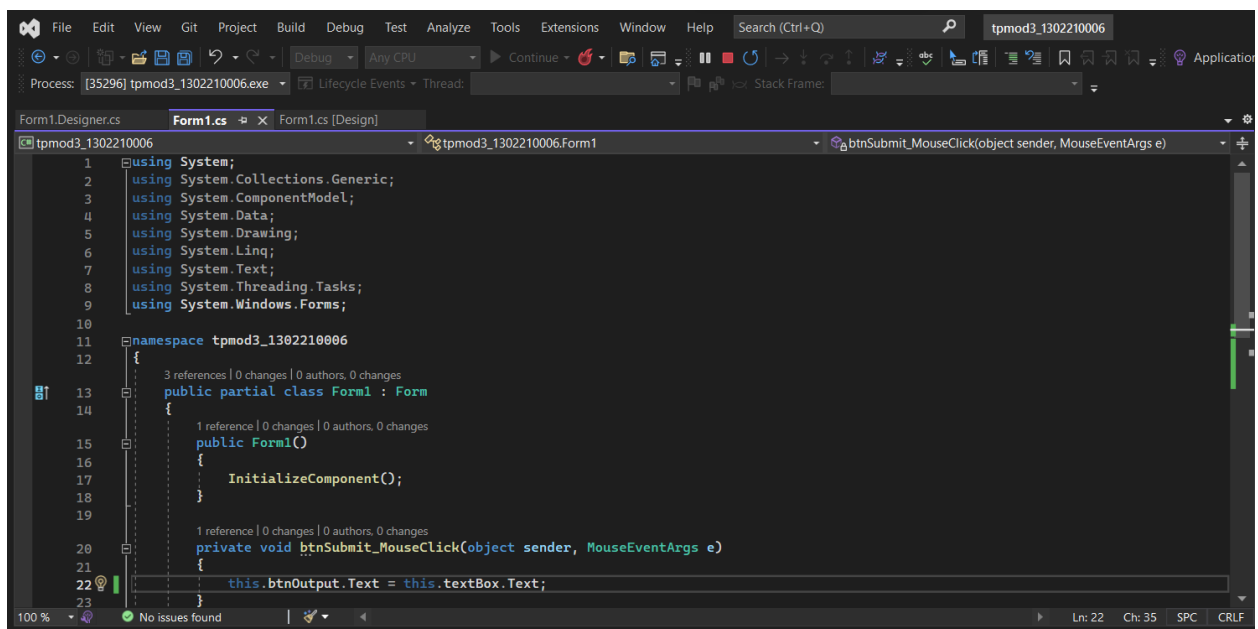 File Edit View Git Project Build Debug Test Analyze Tools Extensions Window Help Search (Ctrl+Q) tpmod3_1302210006
Debug Any CPU Continue abc Application
Process: [35296] tpmod3_1302210006.exe Lifecycle Events Thread: Stack Frame:
Form1.Designer.cs Form1.cs Form1.cs [Design]
tpmod3_1302210006 tpmod3_1302210006.Form1 btnSubmit_MouseClick(object sender, MouseEventArgs e)
1 using System;
2 using System.Collections.Generic;
3 using System.ComponentModel;
4 using System.Data;
5 using System.Drawing;
6 using System.Linq;
7 using System.Text;
8 using System.Threading.Tasks;
9 using System.Windows.Forms;
10
11 namespace tpmod3_1302210006
12 {
3 references | 0 changes | 0 authors, 0 changes
13 public partial class Form1 : Form
14 {
1 reference | 0 changes | 0 authors, 0 changes
15 public Form1()
16 {
17 InitializeComponent();
18 }
19
1 reference | 0 changes | 0 authors, 0 changes
20 private void btnSubmit_MouseClick(object sender, MouseEventArgs e)
21 {
22 this.btnOutput.Text = this.textBox.Text;
23 }
100 % No issues found Ln: 22 Ch: 35 SPC CRLF